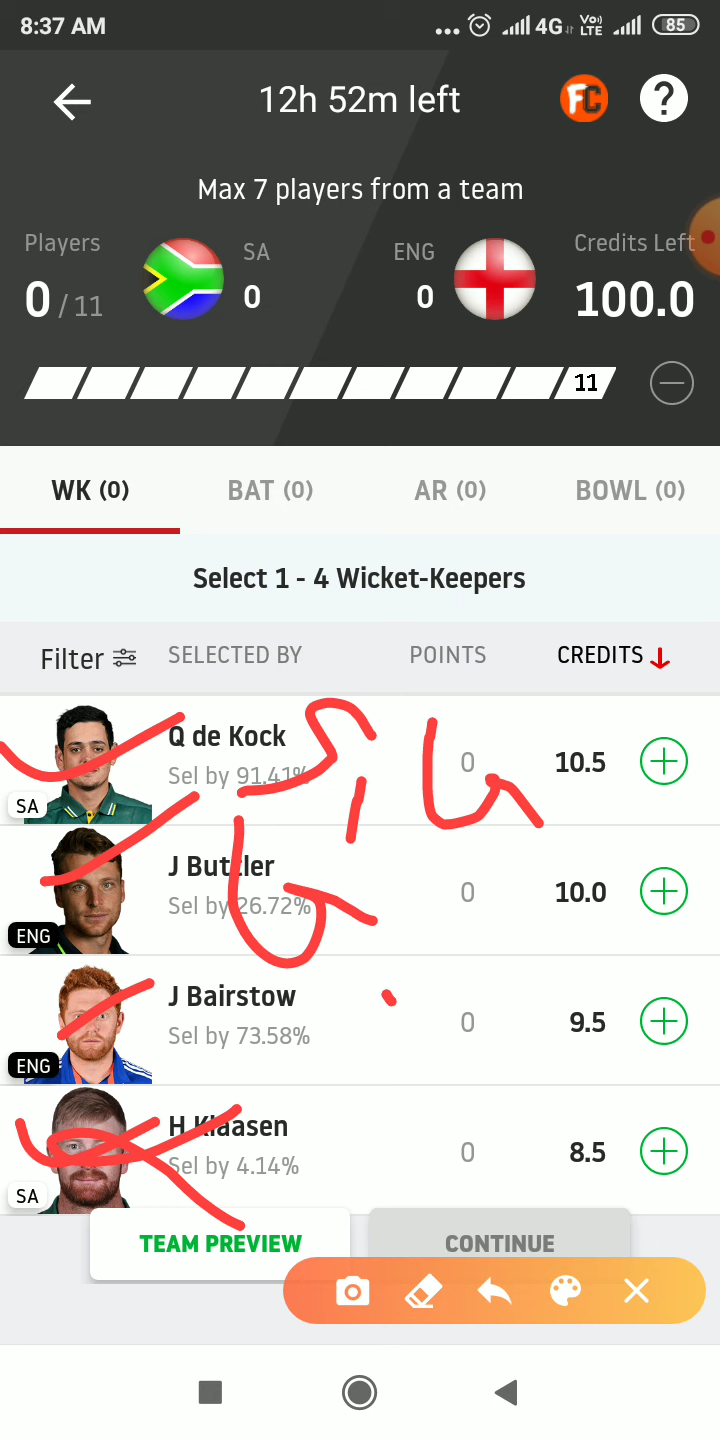 8:37 AM
4G Vo) LTE 85
12h 52m left
FC ?
Max 7 players from a team
Players SA ENG Credits Left
0 / 11 0 0 100.0
11
WK (0) BAT (0) AR (0) BOWL (0)
Select 1 - 4 Wicket-Keepers
Filter SELECTED BY POINTS CREDITS
Q de Kock
Sel by 91.41% 0 10.5
SA
J Buttler
Sel by 26.72% 0 10.0
ENG
J Bairstow
Sel by 73.58% 0 9.5
ENG
H Klaasen
Sel by 4.14% 0 8.5
SA
TEAM PREVIEW CONTINUE